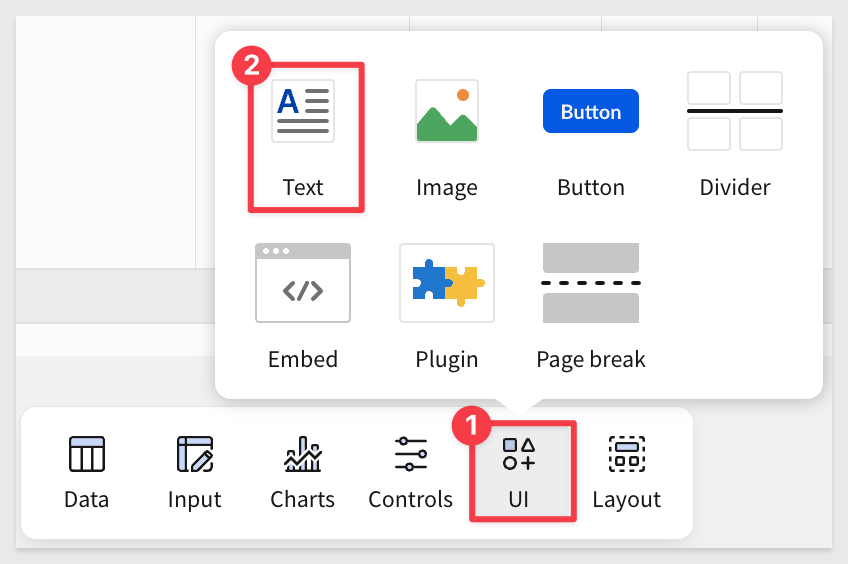 2
A
Button
Text
Image
Button
Divider
</>
Embed
Plugin
Page break
1
Data
Input
Charts
Controls
UI
Layout